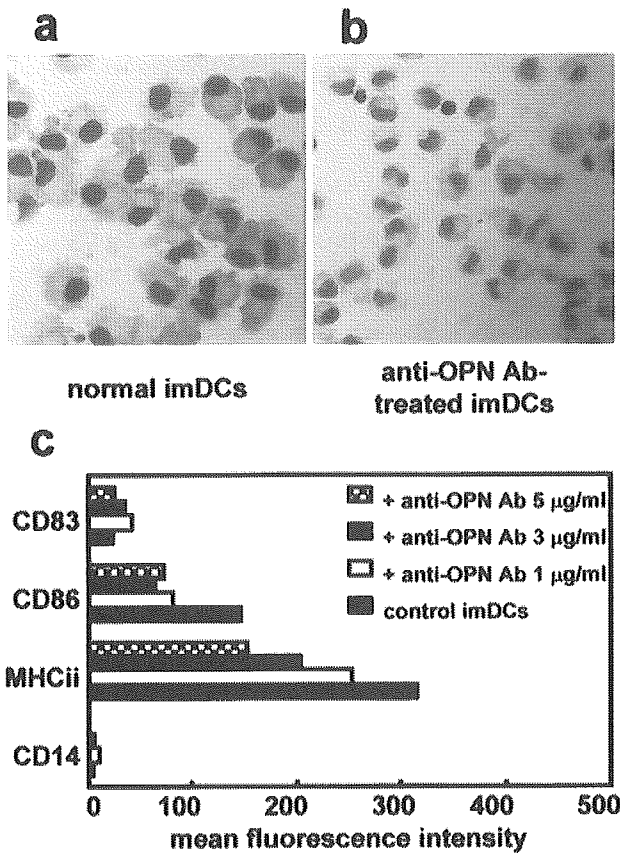 a
b
normal imDCs
anti-OPN Ab-
treated imDCs
c
+ anti-OPN Ab 5 µg/ml
+ anti-OPN Ab 3 µg/ml
+ anti-OPN Ab 1 µg/ml
control imDCs
CD83
CD86
MHCii
CD14
0 100 200 300 400 500
mean fluorescence intensity